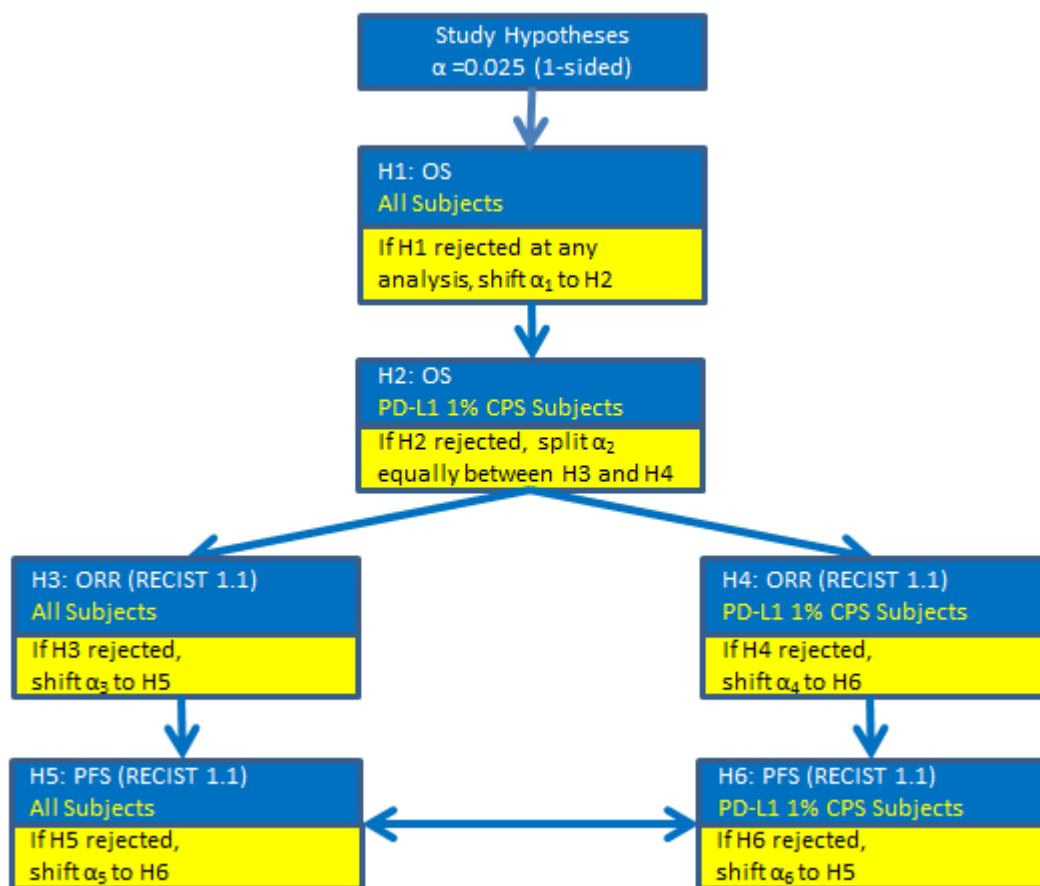 Study Hypotheses
α =0.025 (1-sided)
H1: OS
All Subjects
If H1 rejected at any
analysis, shift α₁ to H2
H2: OS
PD-L1 1% CPS Subjects
If H2 rejected, split α₂
equally between H3 and H4
H3: ORR (RECIST 1.1)
All Subjects
If H3 rejected,
shift α₃ to H5
H4: ORR (RECIST 1.1)
PD-L1 1% CPS Subjects
If H4 rejected,
shift α₄ to H6
H5: PFS (RECIST 1.1)
All Subjects
If H5 rejected,
shift α₅ to H6
H6: PFS (RECIST 1.1)
PD-L1 1% CPS Subjects
If H6 rejected,
shift α₆ to H5